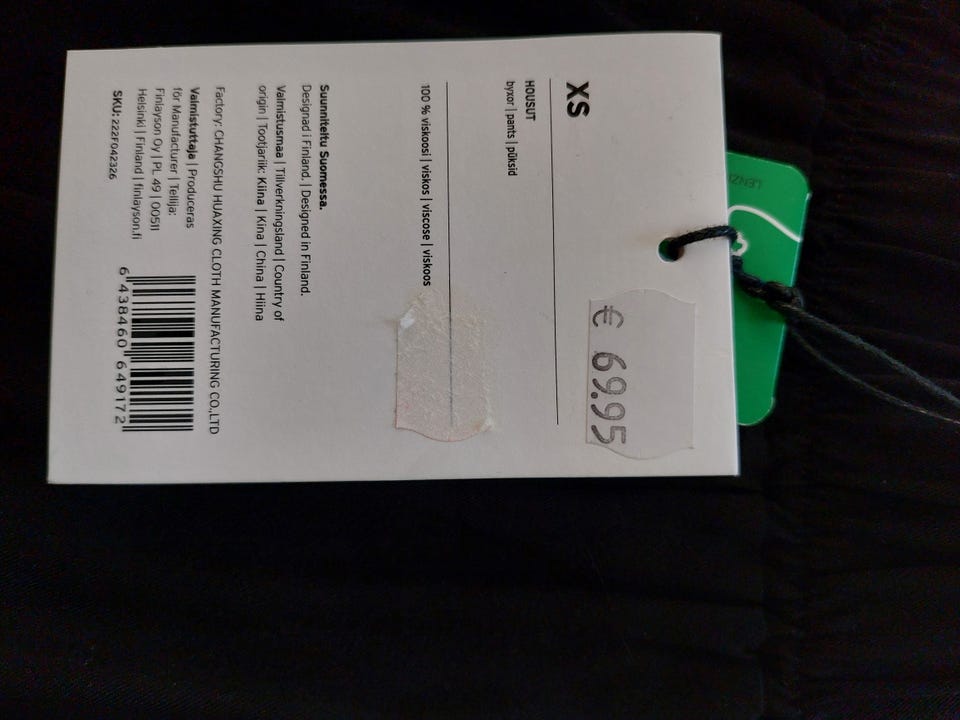 XS
€ 69.95
HOUSUT
byxor | pants | püksid
100 % viskoosi | viskos | viscose | viskoos
Suunniteltu Suomessa.
Designad i Finland. | Designed in Finland.
Valmistusmaa | Tillverkningsland | Country of
origin | Tootjariik: Kiina | Kina | China | Hiina
Factory: CHANGSHU HUAXING CLOTH MANUFACTURING CO.,LTD
Valmistuttaja | Produceras
för Manufacturer | Tellija:
Finlayson Oy | PL 49 | 00511
Helsinki | Finland | finlayson.fi
SKU: 222F042326
6 438460 649172